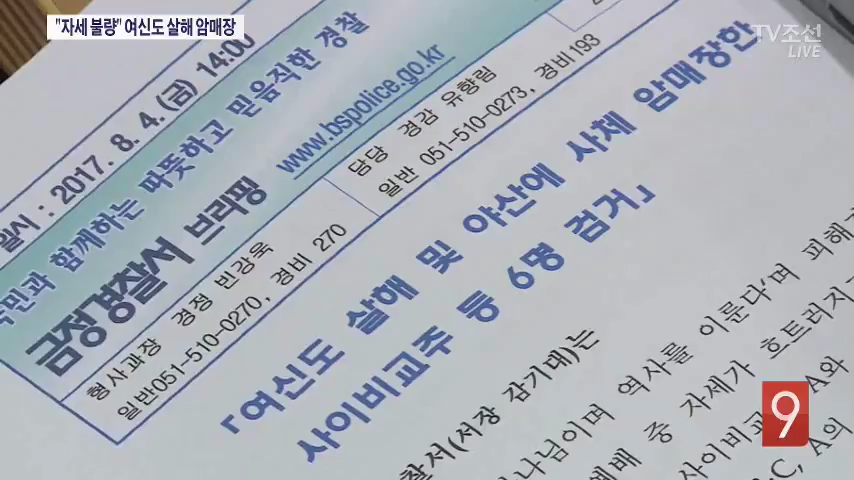 "자세 불량" 여신도 살해 암매장
TV조선
LIVE
일시 : 2017. 8. 4.(금) 14:00
국민과 함께하는 따뜻하고 믿음직한 경찰
금정경찰서 브리핑
www.bspolice.go.kr
형사과장 경정 빈강욱
일반051-510-0270, 경비 270
담당 경감 유향림
일반 051-510-0273, 경비193
「여신도 살해 및 야산에 사체 암매장한
사이비교주 등 6명 검거」
찰서(서장 감기대)는
나님이며 역사를 이룬다'며 피해
예배 중 자세가 흐트러지
사이비교 A와
C, A의
9